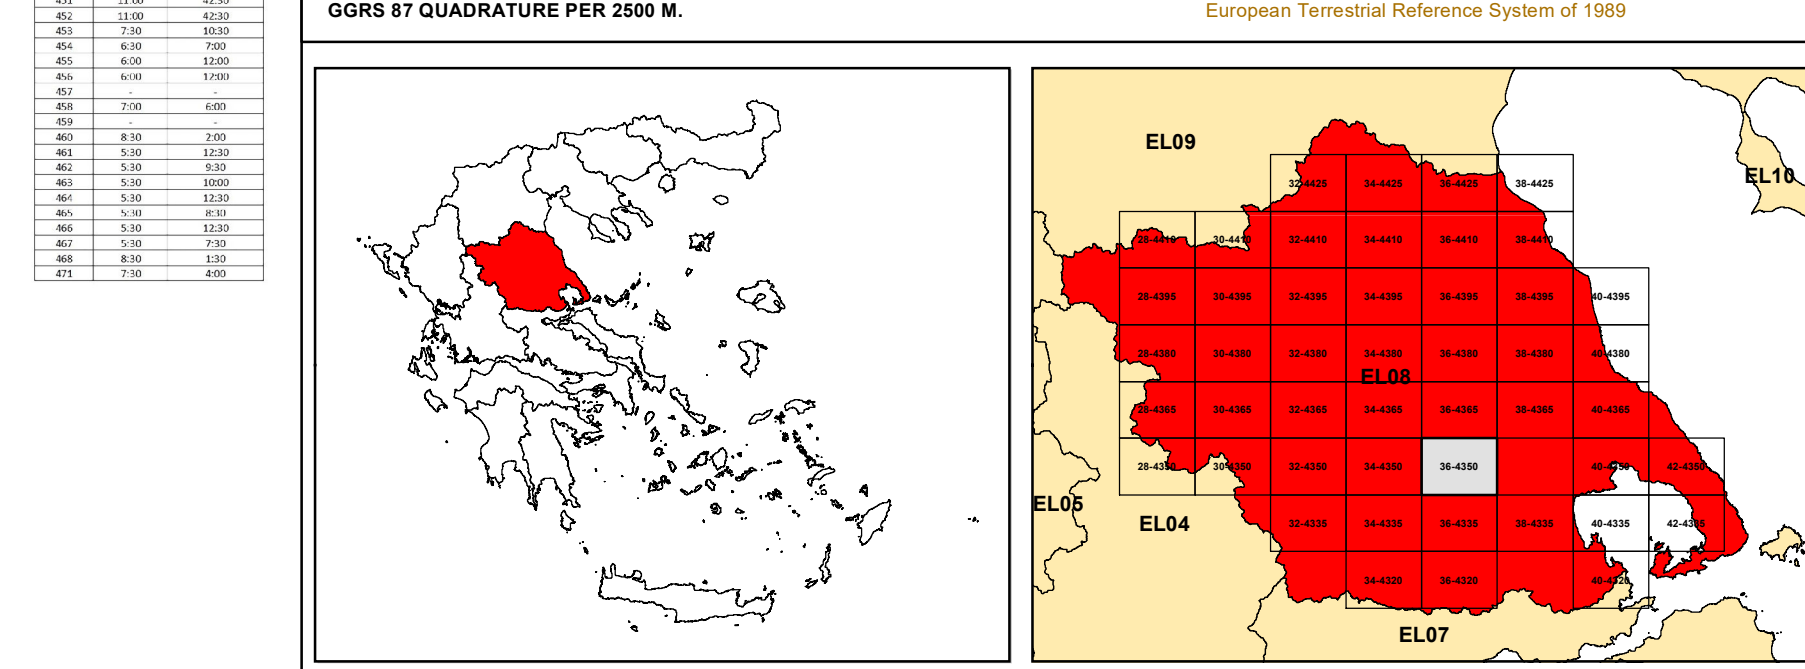 451 11:00 42:30
452 11:00 42:30
453 7:30 10:30
454 6:30 7:00
455 6:00 12:00
456 6:00 12:00
457 - -
458 7:00 6:00
459 - -
460 8:30 2:00
461 5:30 12:30
462 5:30 9:30
463 5:30 10:00
464 5:30 12:30
465 5:30 8:30
466 5:30 12:30
467 5:30 7:30
468 8:30 1:30
471 7:30 4:00
GGRS 87 QUADRATURE PER 2500 M.
European Terrestrial Reference System of 1989
EL09
EL10
32-4425 34-4425 36-4425 38-4425
28-4410 30-4410 32-4410 34-4410 36-4410 38-4410
28-4395 30-4395 32-4395 34-4395 36-4395 38-4395 40-4395
28-4380 30-4380 32-4380 34-4380 36-4380 38-4380 40-4380
EL08
28-4365 30-4365 32-4365 34-4365 36-4365 38-4365 40-4365
28-4350 30-4350 32-4350 34-4350 36-4350 40-4350 42-4350
EL05
EL04
32-4335 34-4335 36-4335 38-4335 40-4335 42-4335
34-4320 36-4320 40-4320
EL07